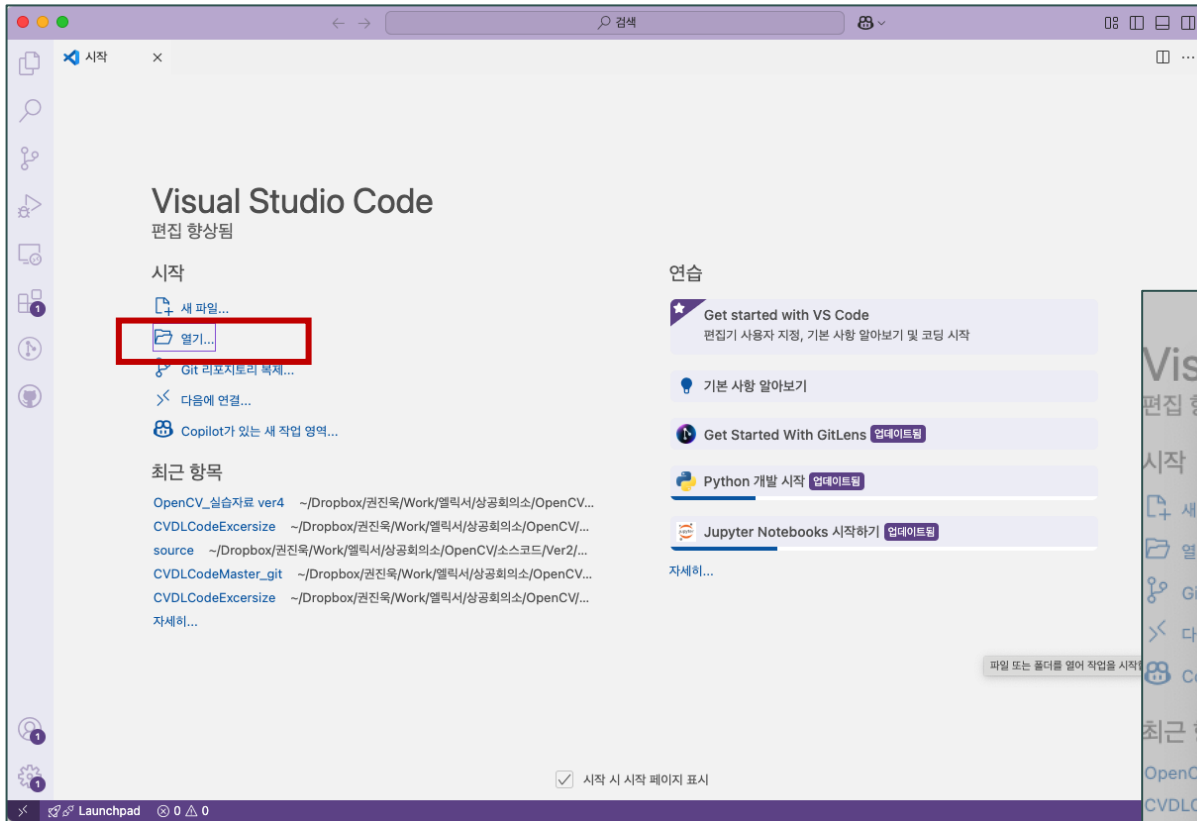 검색
시작
Visual Studio Code
편집 향상됨
시작
새 파일...
열기...
Git 리포지토리 복제...
다음에 연결...
Copilot가 있는 새 작업 영역...
최근 항목
OpenCV_실습자료 ver4 ~/Dropbox/권진욱/Work/엘릭서/상공회의소/OpenCV...
CVDLCodeExcersize ~/Dropbox/권진욱/Work/엘릭서/상공회의소/OpenCV/...
source ~/Dropbox/권진욱/Work/엘릭서/상공회의소/OpenCV/소스코드/Ver2/...
CVDLCodeMaster_git ~/Dropbox/권진욱/Work/엘릭서/상공회의소/OpenCV...
CVDLCodeExcersize ~/Dropbox/권진욱/Work/엘릭서/상공회의소/OpenCV/...
자세히...
연습
Get started with VS Code
편집기 사용자 지정, 기본 사항 알아보기 및 코딩 시작
기본 사항 알아보기
Get Started With GitLens 업데이트됨
Python 개발 시작 업데이트됨
Jupyter Notebooks 시작하기 업데이트됨
자세히...
파일 또는 폴더를 열어 작업을 시작
시작 시 시작 페이지 표시
1
1
1
Launchpad 0 0
Vis
편집
시작
새
Gi
다
Co
최근
OpenC
CVDLC